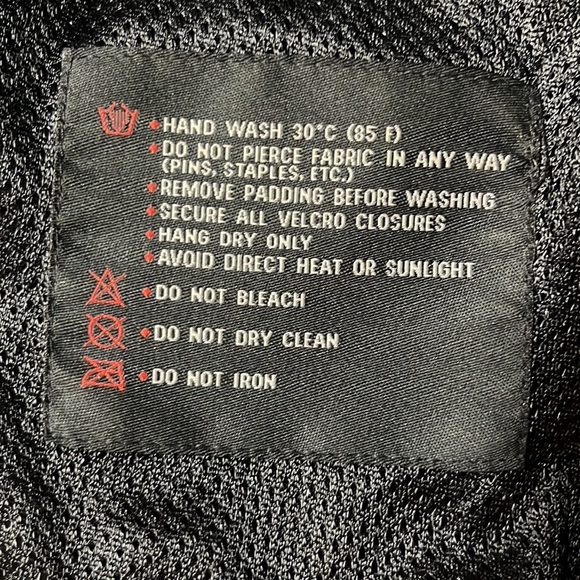 • HAND WASH 30°C (85 F)
• DO NOT PIERCE FABRIC IN ANY WAY
(PINS, STAPLES, ETC.)
• REMOVE PADDING BEFORE WASHING
• SECURE ALL VELCRO CLOSURES
• HANG DRY ONLY
• AVOID DIRECT HEAT OR SUNLIGHT
• DO NOT BLEACH
• DO NOT DRY CLEAN
• DO NOT IRON